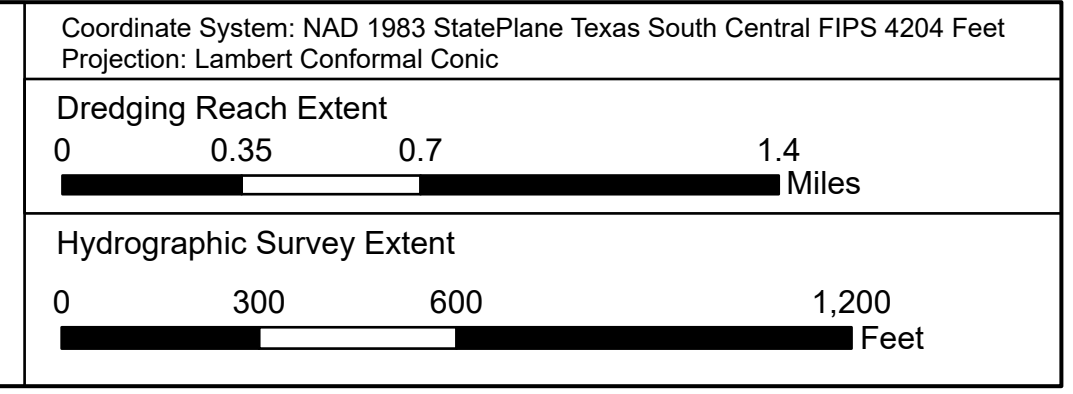 Coordinate System: NAD 1983 StatePlane Texas South Central FIPS 4204 Feet
Projection: Lambert Conformal Conic
Dredging Reach Extent
0 0.35 0.7 1.4
Miles
Hydrographic Survey Extent
0 300 600 1,200
Feet